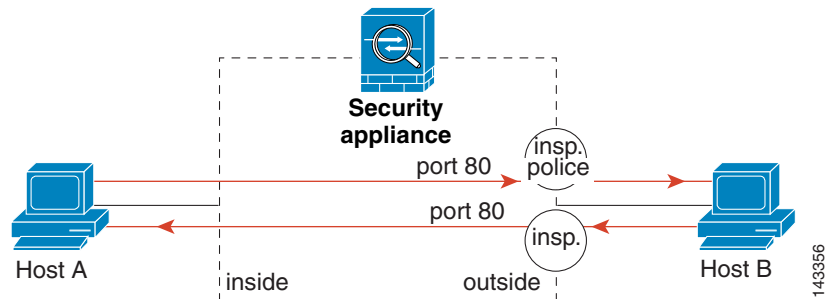 Security
appliance
insp.
police
port 80
port 80
insp.
Host A
inside
outside
Host B
143356